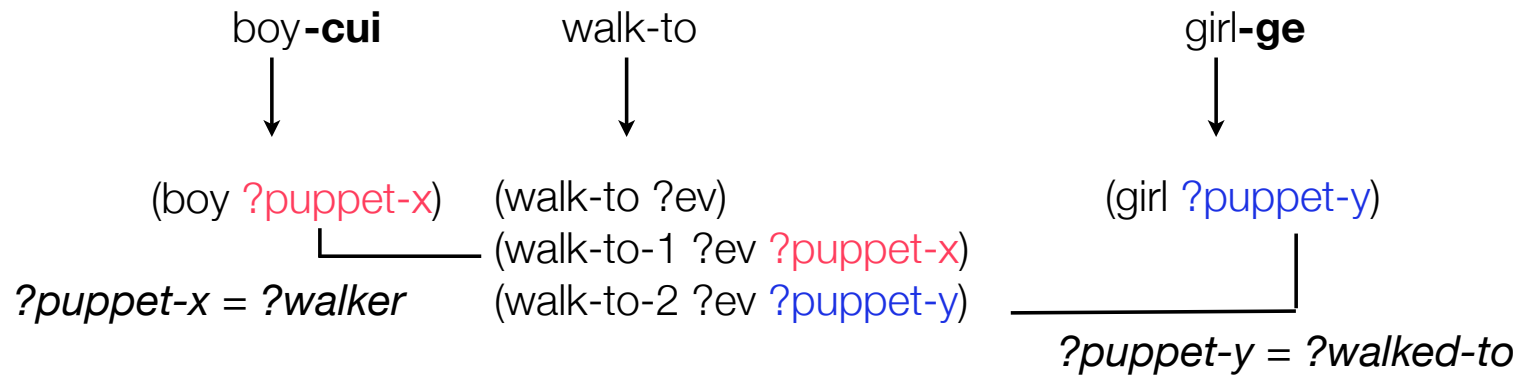 boy-cui walk-to girl-ge
(boy ?puppet-x) (walk-to ?ev) (girl ?puppet-y)
(walk-to-1 ?ev ?puppet-x)
?puppet-x = ?walker (walk-to-2 ?ev ?puppet-y)
?puppet-y = ?walked-to